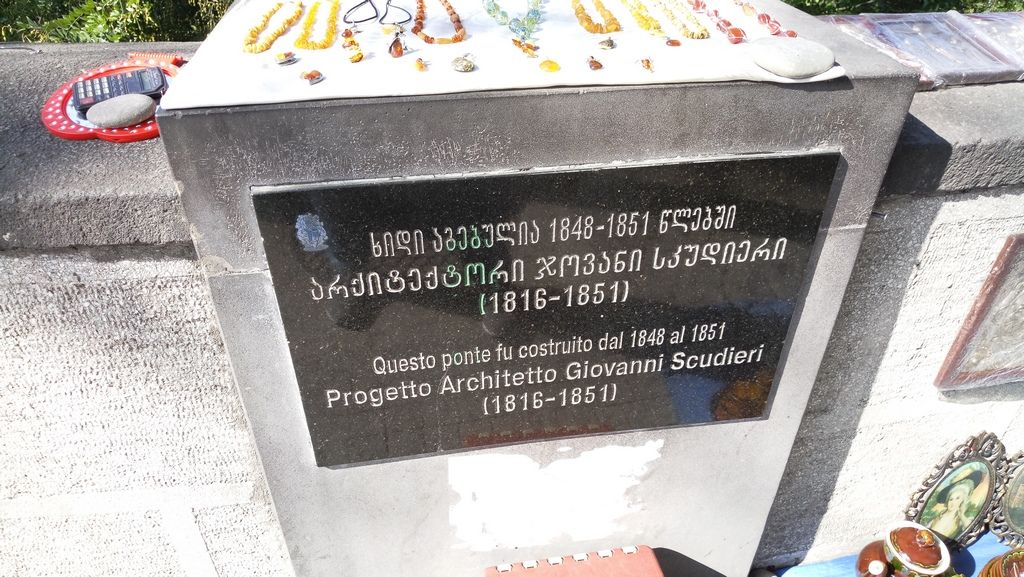 ხიდი აგებულია 1848-1851 წლებში
არქიტექტორი ჯოვანი სკუდიერი
(1816-1851)
Questo ponte fu costruito dal 1848 al 1851
Progetto Architetto Giovanni Scudieri
(1816-1851)